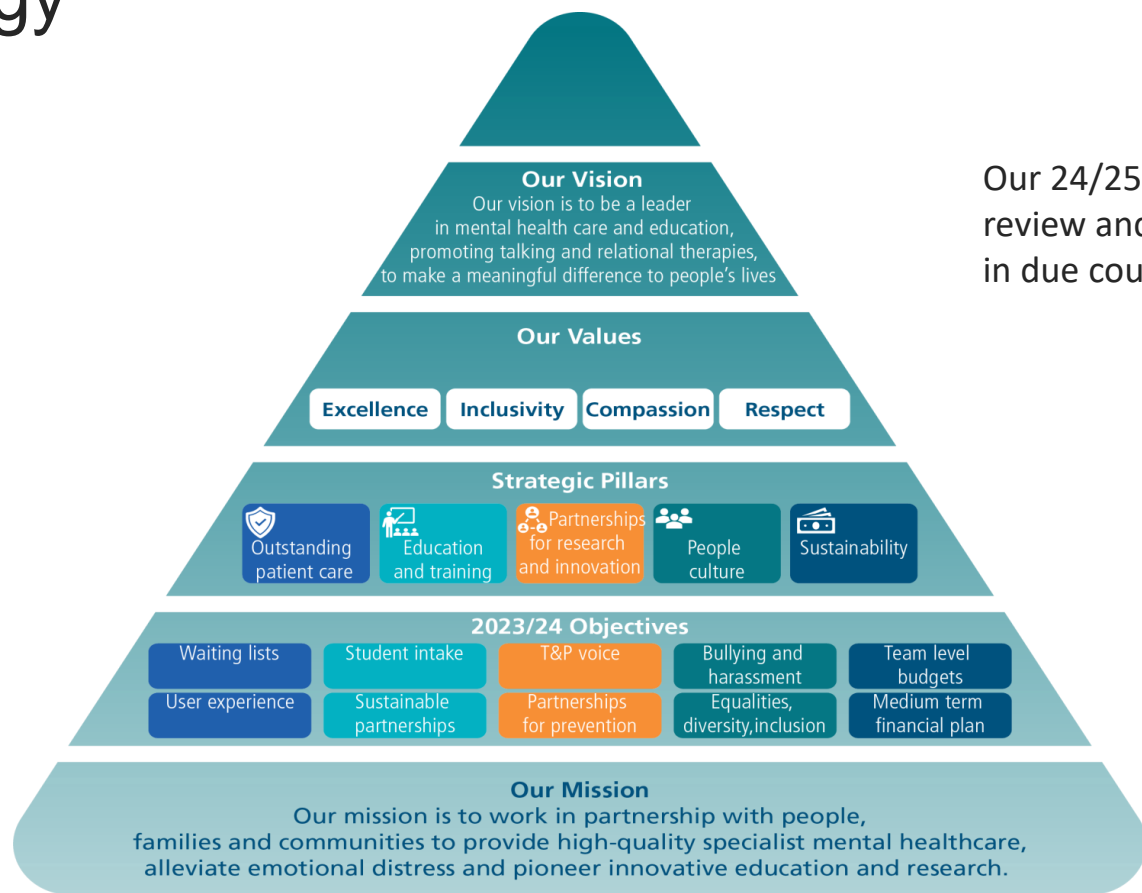 gy
Our 24/25
review and
in due cou
Our Vision
Our vision is to be a leader
in mental health care and education,
promoting talking and relational therapies,
to make a meaningful difference to people's lives
Our Values
Excellence Inclusivity Compassion Respect
Strategic Pillars
Outstanding
patient care
Education
and training
Partnerships
for research
and innovation
People
culture
Sustainability
2023/24 Objectives
Waiting lists
Student intake
T&P voice
Bullying and
harassment
Team level
budgets
User experience
Sustainable
partnerships
Partnerships
for prevention
Equalities,
diversity,inclusion
Medium term
financial plan
Our Mission
Our mission is to work in partnership with people,
families and communities to provide high-quality specialist mental healthcare,
alleviate emotional distress and pioneer innovative education and research.